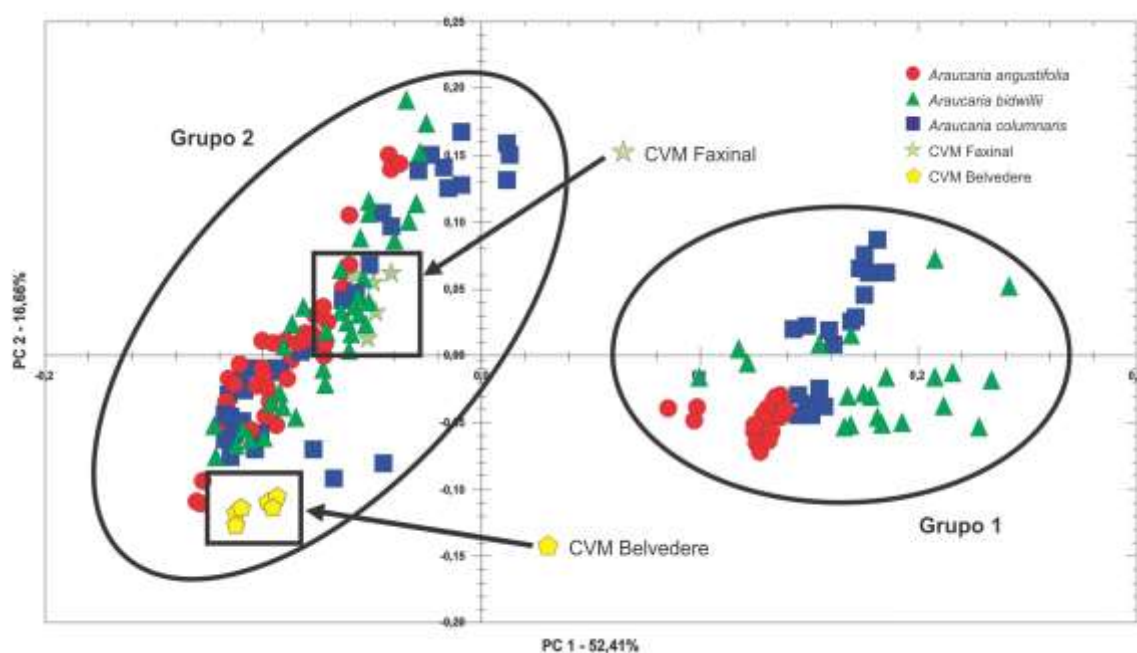 0,25
Araucaria angustifolia
0,20
Araucaria bidwillii
Araucaria columnaris
Grupo 2
0,15
CVM Faxinal
CVM Faxinal
CVM Belvedere
0,10
0,05
PC 2 - 16,66%
0,00
-0,2
0,2
-0,05
-0,10
Grupo 1
CVM Belvedere
-0,15
-0,20
PC 1 - 52,41%